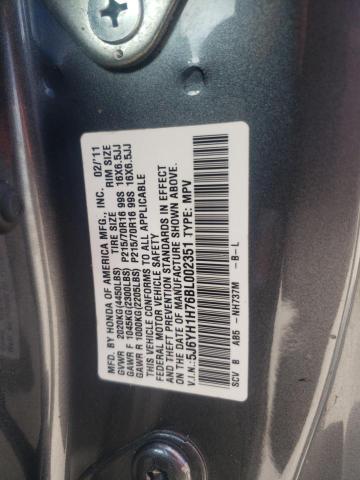 MFD. BY HONDA OF AMERICA MFG., INC. 02/'11
TIRE SIZE RIM SIZE
GVWR 2020KG(4450LBS)
GAWR F 1045KG(2300LBS) P215/70R16 99S 16X6.5JJ
GAWR R 1000KG(2205LBS) P215/70R16 99S 16X6.5JJ
THIS VEHICLE CONFORMS TO ALL APPLICABLE
FEDERAL MOTOR VEHICLE SAFETY
AND THEFT PREVENTION STANDARDS IN EFFECT
ON THE DATE OF MANUFACTURE SHOWN ABOVE.
V.I.N.: 5J6YH1H76BL002351 TYPE: MPV
SCV B AB5 -NH737M -B-L